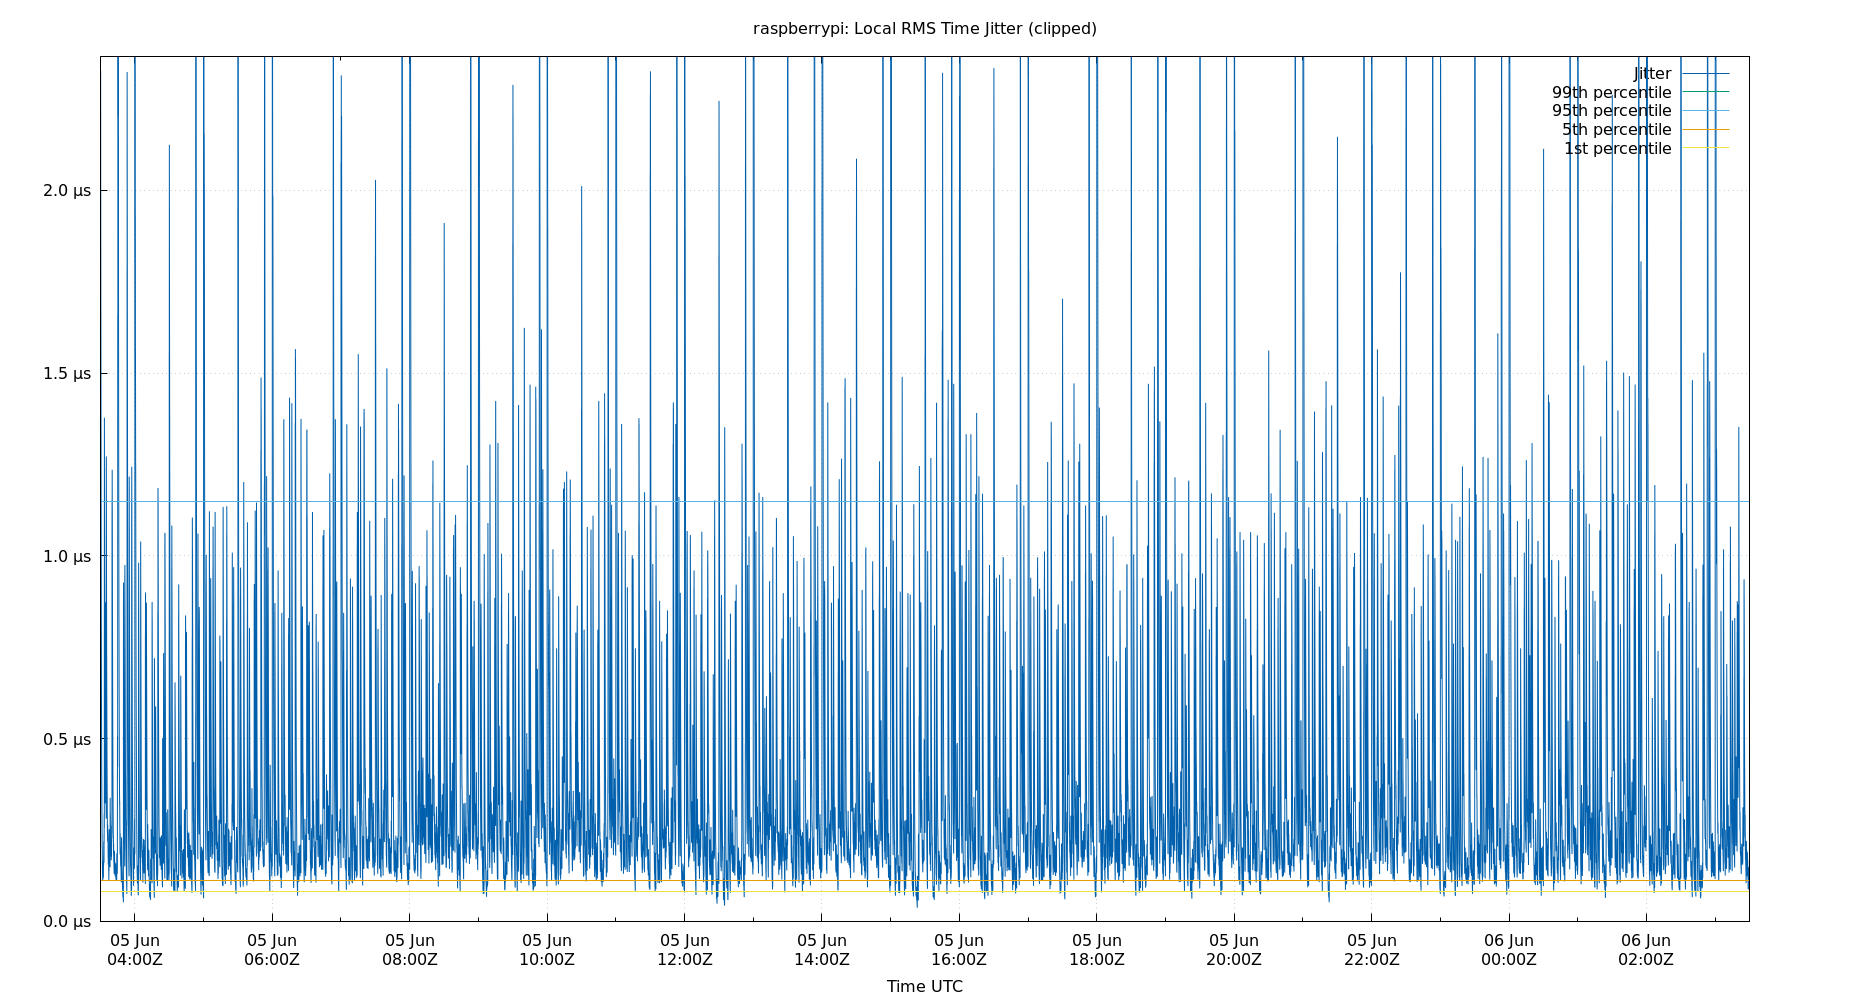 raspberrypi: Local RMS Time Jitter (clipped)
Jitter
99th percentile
95th percentile
5th percentile
1st percentile
2.0 µs
1.5 µs
1.0 µs
0.5 µs
0.0 µs
05 Jun 05 Jun 05 Jun 05 Jun 05 Jun 05 Jun 05 Jun 05 Jun 05 Jun 05 Jun 06 Jun 06 Jun
04:00Z 06:00Z 08:00Z 10:00Z 12:00Z 14:00Z 16:00Z 18:00Z 20:00Z 22:00Z 00:00Z 02:00Z
Time UTC